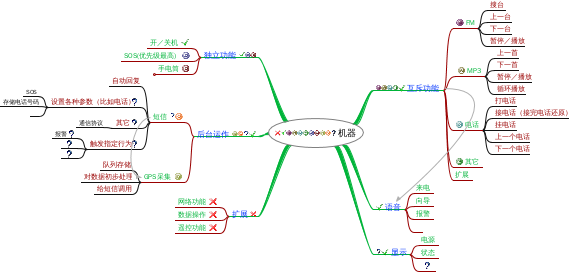 开／关机
SOS(优先级最高)
手电筒
独立功能
自动回复
SOS
存储电话号码
设置各种参数（比如电话）
?
通信协议
其它
?
报警
?
?
?
触发指定行为
?
短信
?
队列存储
对数据初步处理
给短信调用
GPS采集
后台运作
?
网络功能
数据操作
遥控功能
扩展
?
机器
互斥功能
FM
搜台
上一台
下一台
暂停／播放
MP3
上一首
下一首
暂停／播放
循环播放
电话
打电话
接电话（接完电话还原）
挂电话
上一个电话
下一个电话
其它
扩展
语音
来电
向导
报警
?
显示
电源
状态
?